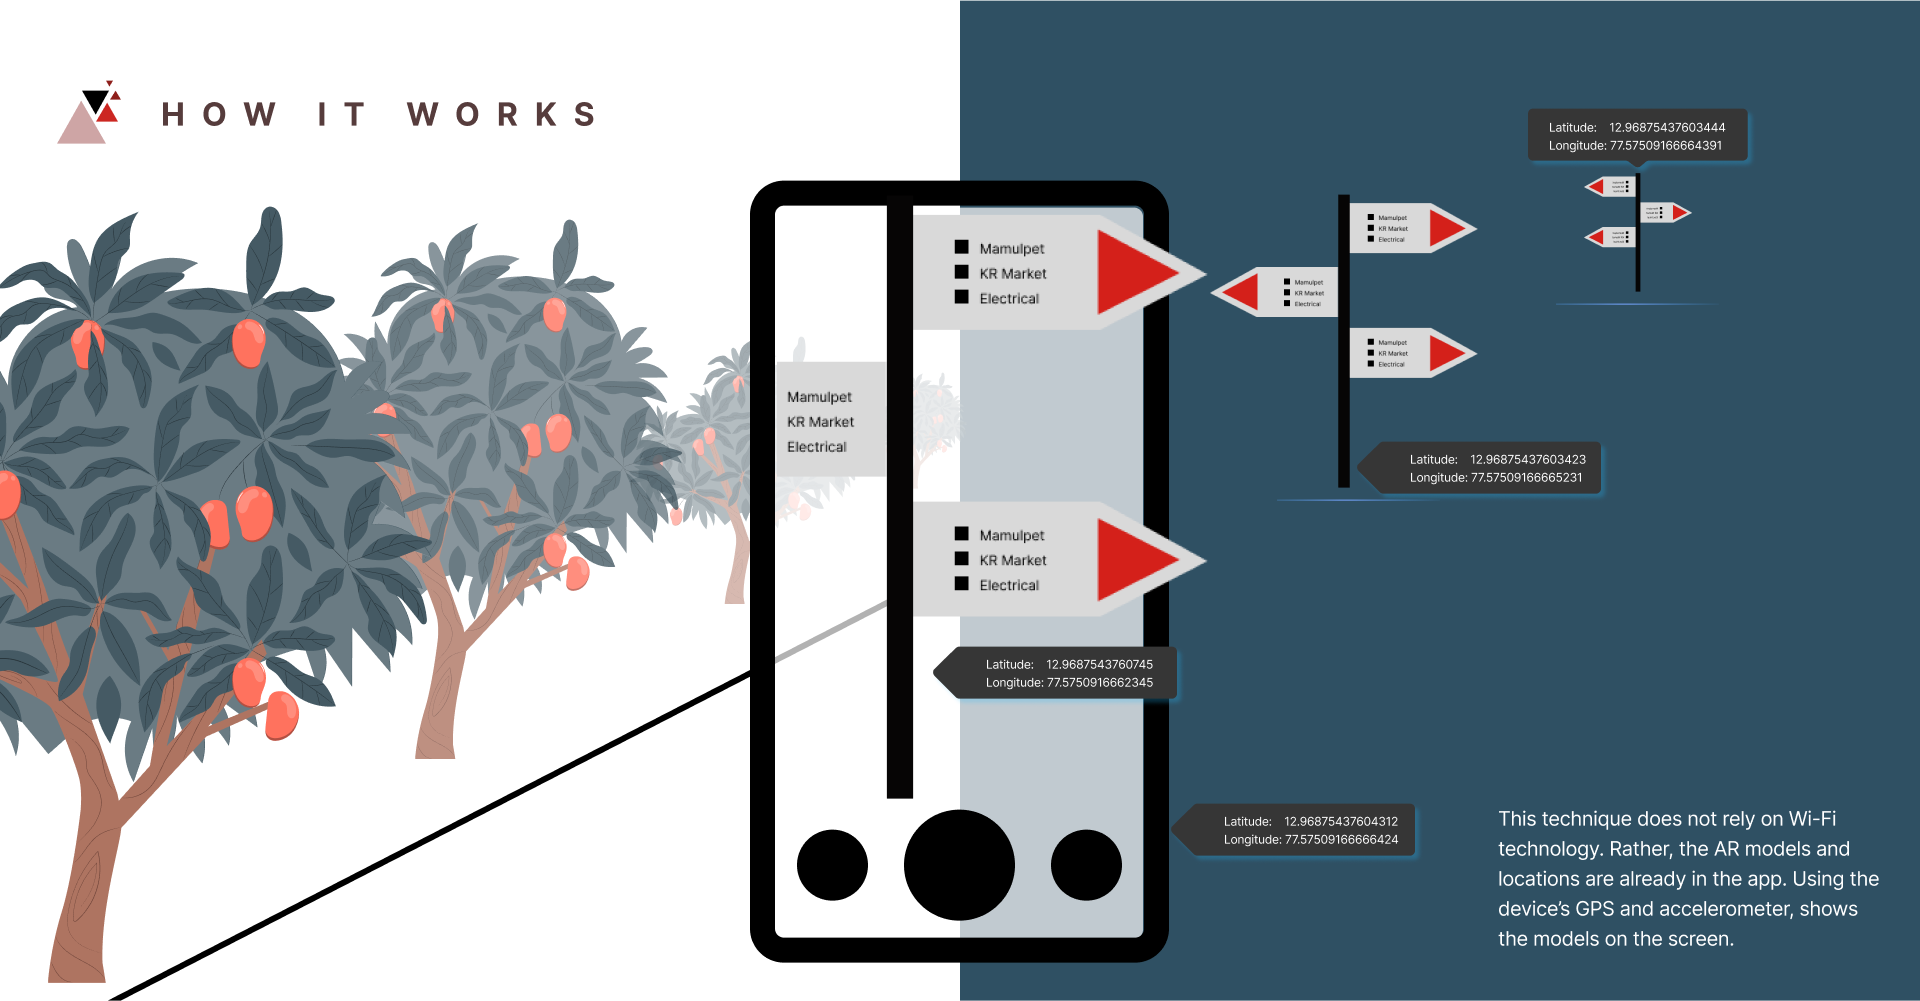 HOW IT WORKS
Mamulpet
KR Market
Electrical
Mamulpet
KR Market
Electrical
Mamulpet
KR Market
Electrical
Latitude: 12.9687543760745
Longitude: 77.5750916662345
Latitude: 12.96875437604312
Longitude: 77.57509166666424
Mamulpet
KR Market
Electrical
Mamulpet
KR Market
Electrical
Mamulpet
KR Market
Electrical
Latitude: 12.96875437603423
Longitude: 77.57509166665231
Latitude: 12.96875437603444
Longitude: 77.57509166664391
This technique does not rely on Wi-Fi
technology. Rather, the AR models and
locations are already in the app. Using the
device's GPS and accelerometer, shows
the models on the screen.